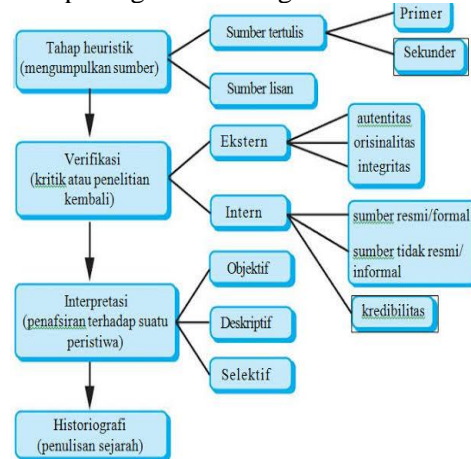 Primer
Tahap heuristik
(mengumpulkan sumber)
Sumber tertulis
Sekunder
Sumber lisan
Verifikasi
(kritik atau penelitian
kembali)
Ekstern
autentitas
orisinalitas
integritas
Intern
sumber resmi/formal
sumber tidak resmi/
informal
kredibilitas
Interpretasi
(penafsiran terhadap suatu
peristiwa)
Objektif
Deskriptif
Selektif
Historiografi
(penulisan sejarah)